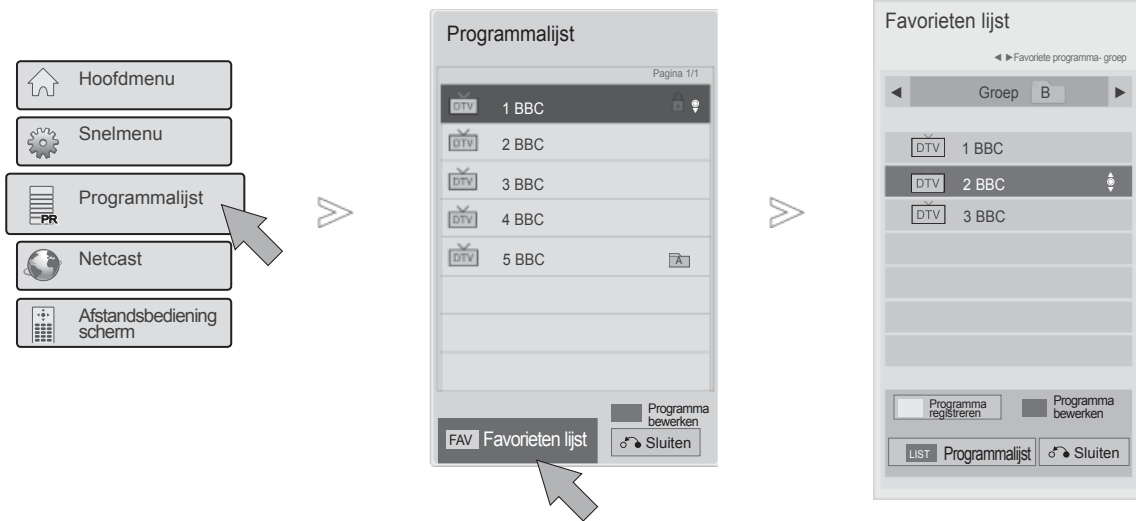 Hoofdmenu
Snelmenu
PR
Programmalijst
Netcast
Afstandsbediening
scherm
Programmalijst
Pagina 1/1
DTV 1 BBC
DTV 2 BBC
DTV 3 BBC
DTV 4 BBC
DTV 5 BBC A
Programma
bewerken
FAV Favorieten lijst
Sluiten
Favorieten lijst
◄ ►Favoriete programma- groep
◄ Groep B ►
DTV 1 BBC
DTV 2 BBC
DTV 3 BBC
Programma
registreren
Programma
bewerken
LIST Programmalijst
Sluiten